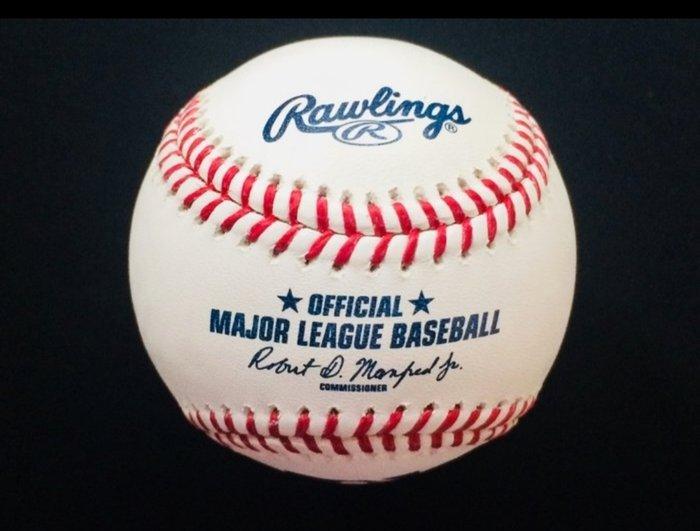 Rawlings®
R
★ OFFICIAL ★
MAJOR LEAGUE BASEBALL
Robert D. Manfred Jr.
COMMISSIONER